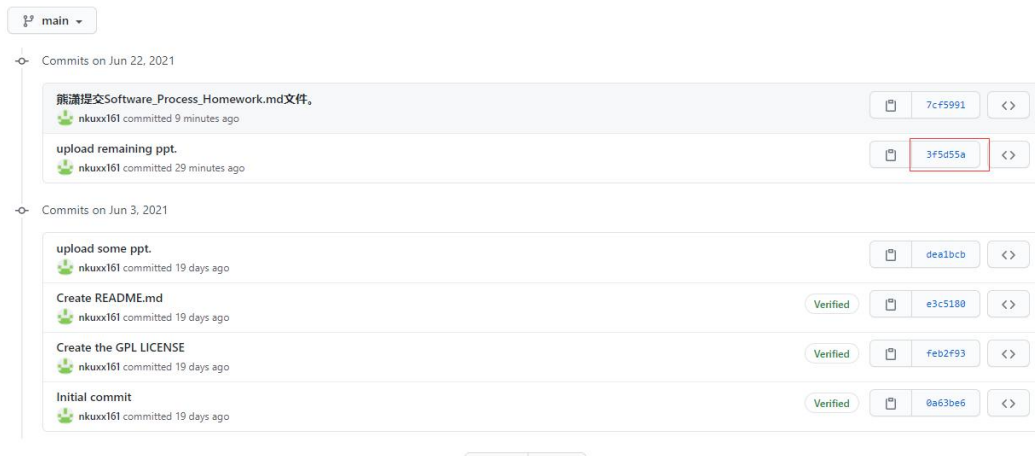 main
Commits on Jun 22, 2021
熊潇提交Software_Process_Homework.md文件。
7cf5991
nkuxx161 committed 9 minutes ago
upload remaining ppt.
3f5d55a
nkuxx161 committed 29 minutes ago
Commits on Jun 3, 2021
upload some ppt.
dea1bcb
nkuxx161 committed 19 days ago
Create README.md
Verified
e3c5180
nkuxx161 committed 19 days ago
Create the GPL LICENSE
Verified
feb2f93
nkuxx161 committed 19 days ago
Initial commit
Verified
0a63be6
nkuxx161 committed 19 days ago